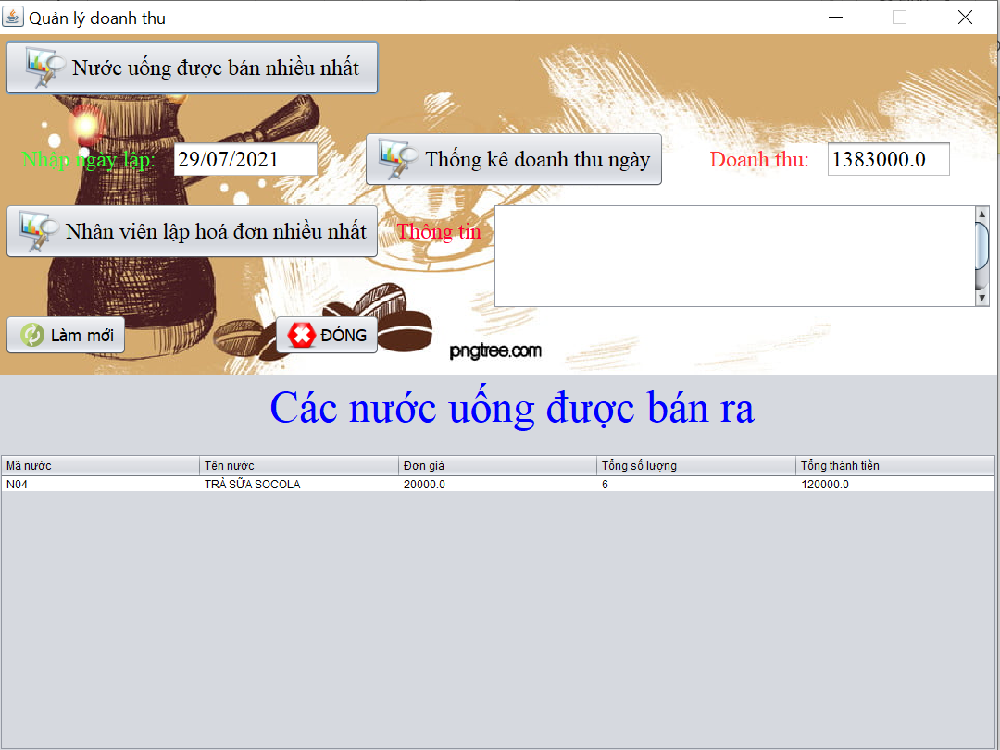 Quản lý doanh thu
Nước uống được bán nhiều nhất
Nhập ngày lập: 29/07/2021 Thống kê doanh thu ngày Doanh thu: 1383000.0
Nhân viên lập hoá đơn nhiều nhất Thông tin
Làm mới ĐÓNG
pngtree.com
Các nước uống được bán ra
Mã nước Tên nước Đơn giá Tổng số lượng Tổng thành tiền
N04 TRÀ SỮA SOCOLA 20000.0 6 120000.0